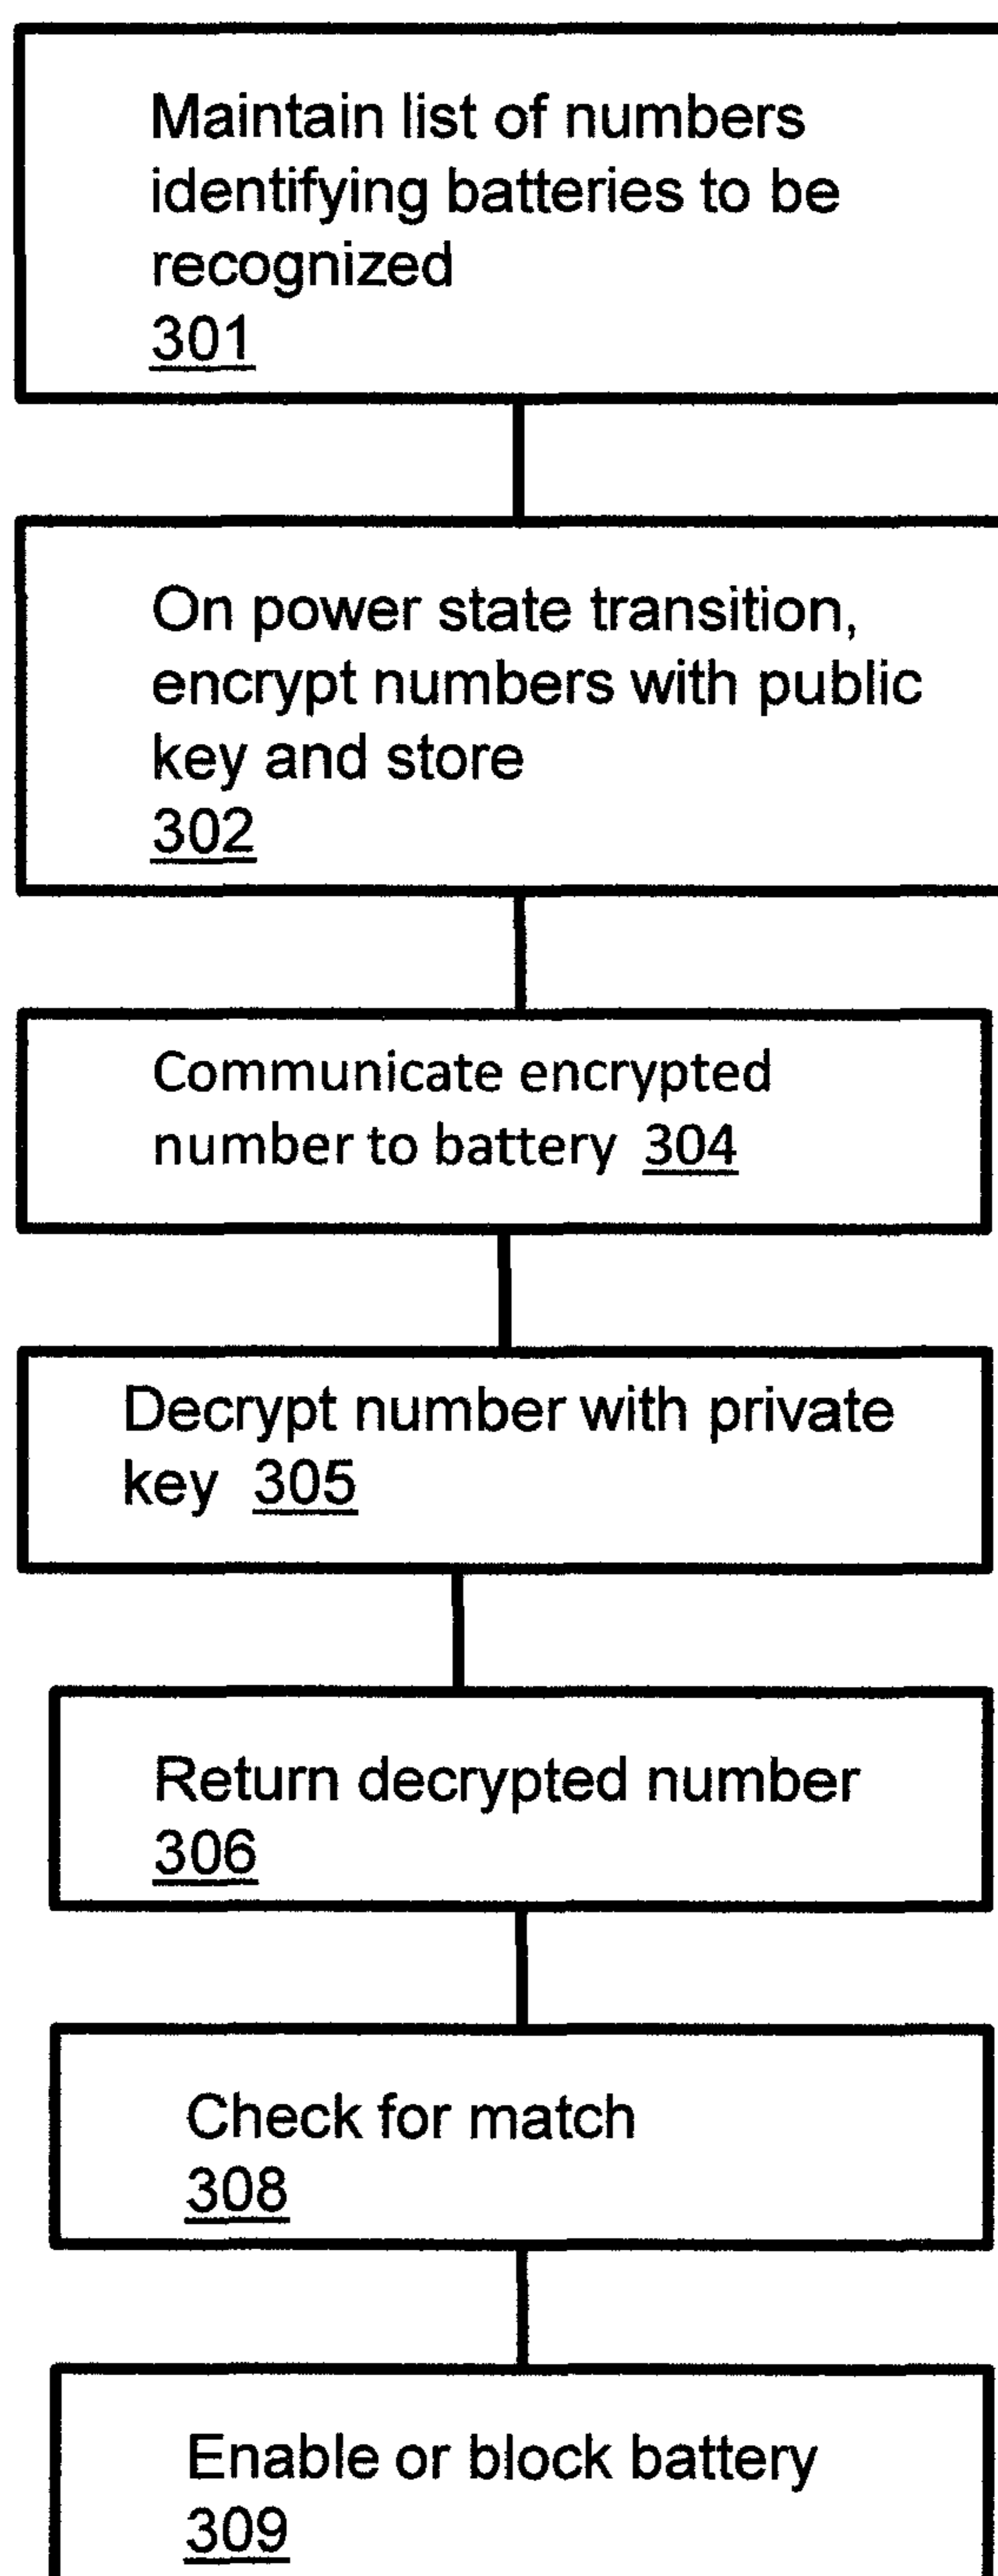 Maintain list of numbers
identifying batteries to be
recognized
301
On power state transition,
encrypt numbers with public
key and store
302
Communicate encrypted
number to battery 304
Decrypt number with private
key 305
Return decrypted number
306
Check for match
308
Enable or block battery
309